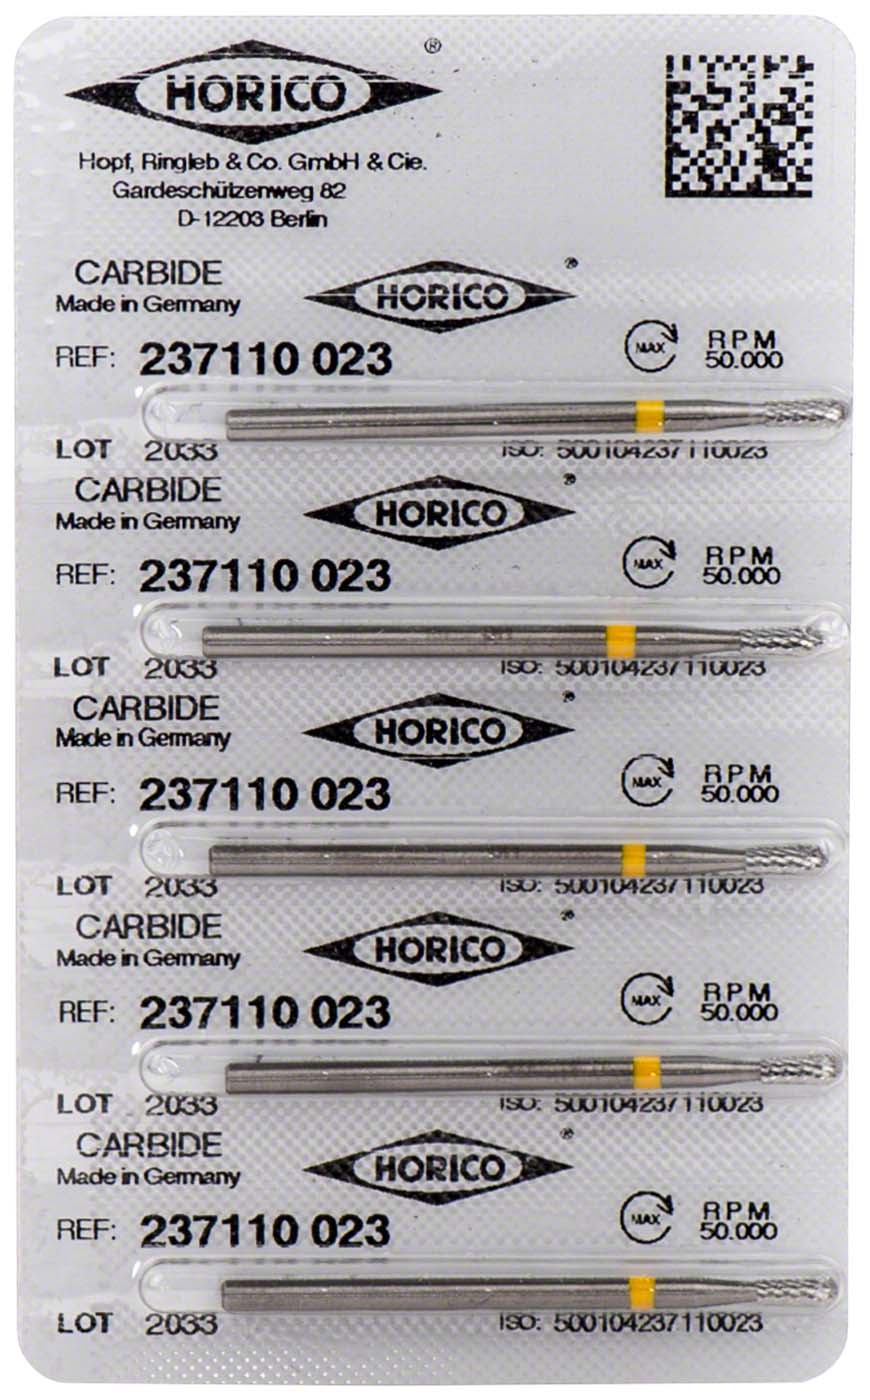 HORICO ®
Hopf, Ringleb & Co. GmbH & Cie.
Gardeschützenweg 82
D-12203 Berlin
CARBIDE
Made in Germany
HORICO ®
REF: 237110 023
MAX
RPM
50.000
LOT 2033
ISO: 500104237110023
CARBIDE
Made in Germany
HORICO ®
REF: 237110 023
MAX
RPM
50.000
LOT 2033
ISO: 500104237110023
CARBIDE
Made in Germany
HORICO ®
REF: 237110 023
MAX
RPM
50.000
LOT 2033
ISO: 500104237110023
CARBIDE
Made in Germany
HORICO ®
REF: 237110 023
MAX
RPM
50.000
LOT 2033
ISO: 500104237110023
CARBIDE
Made in Germany
HORICO ®
REF: 237110 023
MAX
RPM
50.000
LOT 2033
ISO: 500104237110023